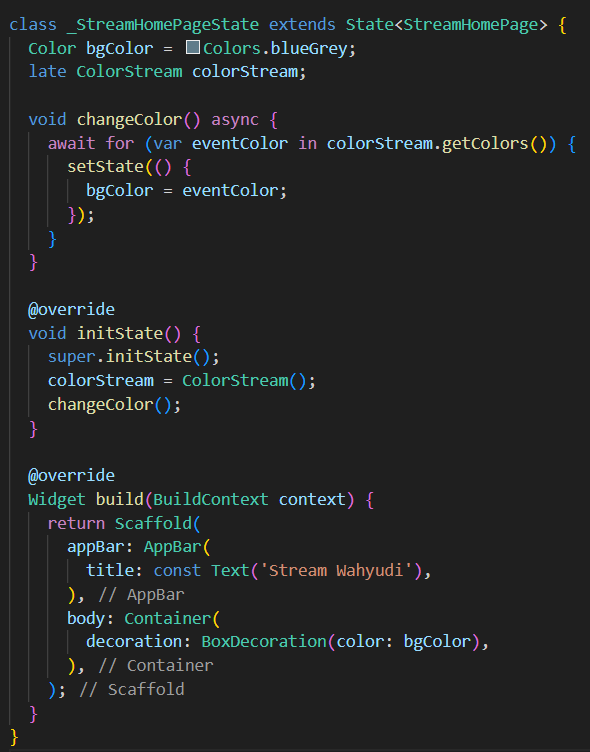 class _StreamHomePageState extends State<StreamHomePage> {
  Color bgColor = Colors.blueGrey;
  late ColorStream colorStream;

  void changeColor() async {
    await for (var eventColor in colorStream.getColors()) {
      setState(() {
        bgColor = eventColor;
      });
    }
  }

  @override
  void initState() {
    super.initState();
    colorStream = ColorStream();
    changeColor();
  }

  @override
  Widget build(BuildContext context) {
    return Scaffold(
      appBar: AppBar(
        title: const Text('Stream Wahyudi'),
      ), // AppBar
      body: Container(
        decoration: BoxDecoration(color: bgColor),
      ), // Container
    ); // Scaffold
  }
}